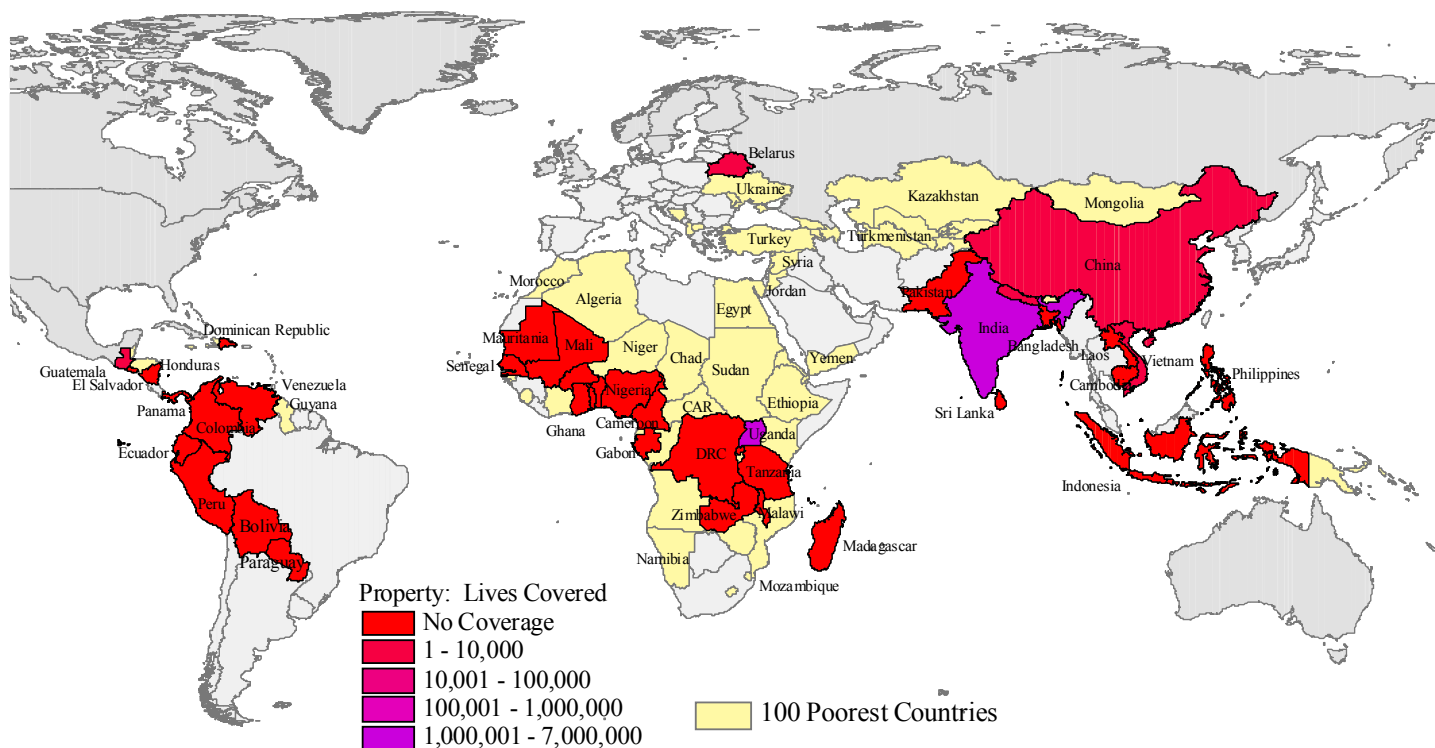 Belarus
Ukraine
Kazakhstan
Mongolia
Turkey
Turkmenistan
Syria
China
Morocco
Jordan
Pakistan
Algeria
Egypt
India
Dominican Republic
Mauritania
Mali
Niger
Chad
Bangladesh
Honduras
Guatemala
Senegal
Sudan
Yemen
Laos
Vietnam
El Salvador
Venezuela
Nigeria
Cambodia
Philippines
Panama
Guyana
CAR
Ethiopia
Sri Lanka
Colombia
Ghana
Cameroon
Uganda
Ecuador
Gabon
DRC
Tanzania
Indonesia
Peru
Zimbabwe
Malawi
Bolivia
Madagascar
Paraguay
Namibia
Mozambique
Property: Lives Covered
No Coverage
1 - 10,000
10,001 - 100,000
100,001 - 1,000,000
1,000,001 - 7,000,000
100 Poorest Countries